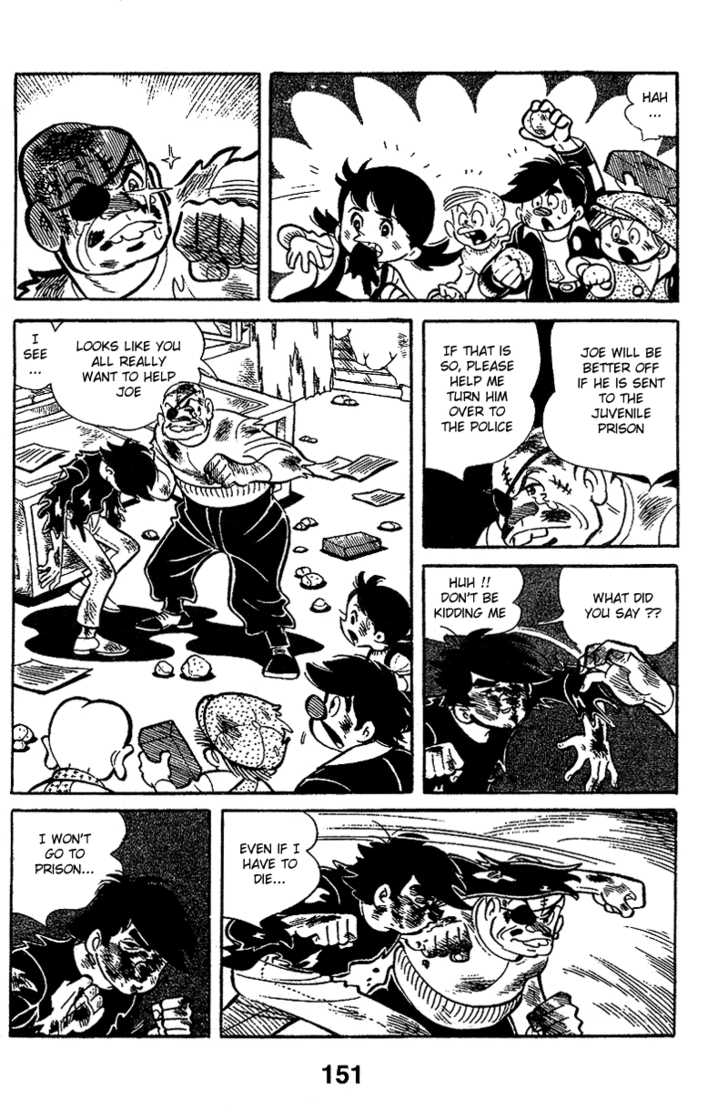 HAH
...
I
SEE
...
LOOKS LIKE YOU
ALL REALLY
WANT TO HELP
JOE
IF THAT IS
SO, PLEASE
HELP ME
TURN HIM
OVER TO
THE POLICE
JOE WILL BE
BETTER OFF
IF HE IS SENT
TO THE
JUVENILE
PRISON
HUH !!
DON'T BE
KIDDING ME
WHAT DID
YOU SAY ??
I WON'T
GO TO
PRISON...
EVEN IF I
HAVE TO
DIE...
151